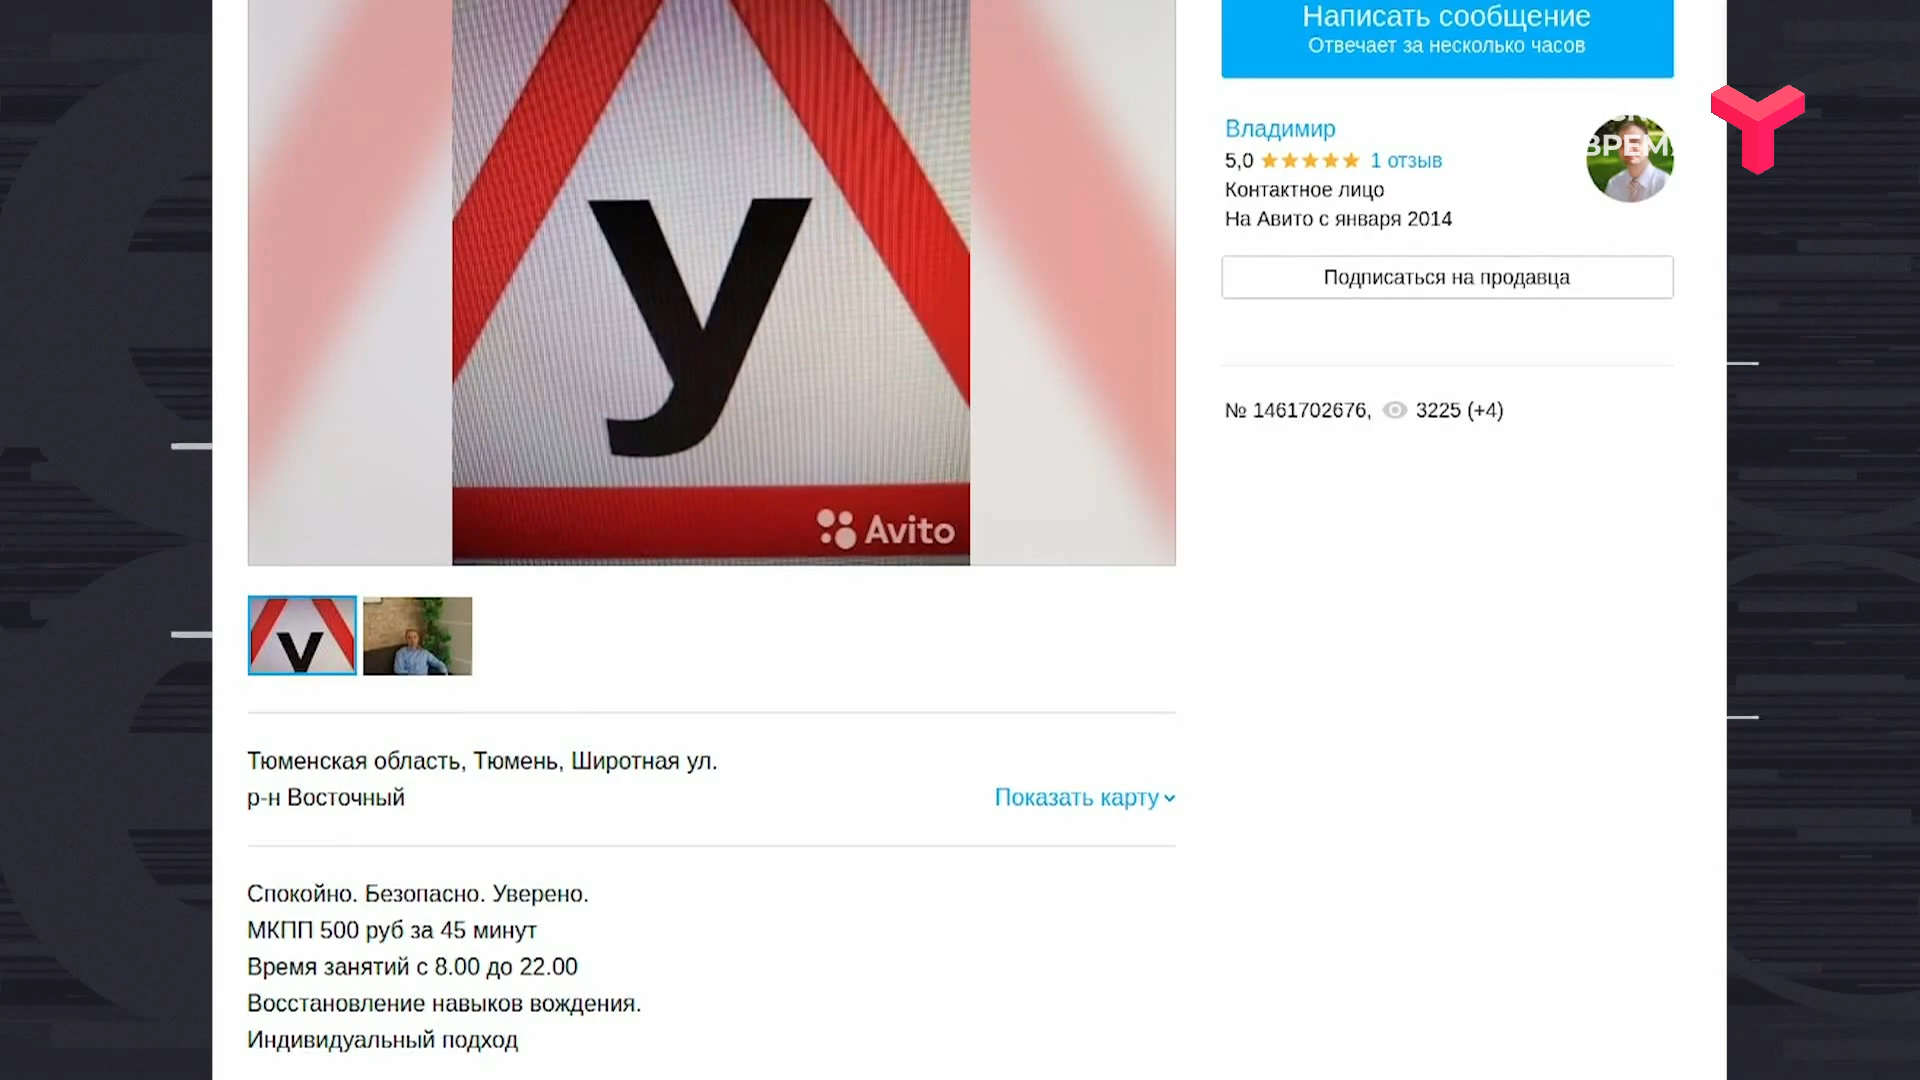 Написать сообщение
Отвечает за несколько часов
ВРЕМ
Владимир
5,0 1 отзыв
Контактное лицо
На Авито с января 2014
Подписаться на продавца
№ 1461702676, 3225 (+4)
У
Avito
Тюменская область, Тюмень, Широтная ул.
р-н Восточный
Показать карту
Спокойно. Безопасно. Уверено.
МКПП 500 руб за 45 минут
Время занятий с 8.00 до 22.00
Восстановление навыков вождения.
Индивидуальный подход